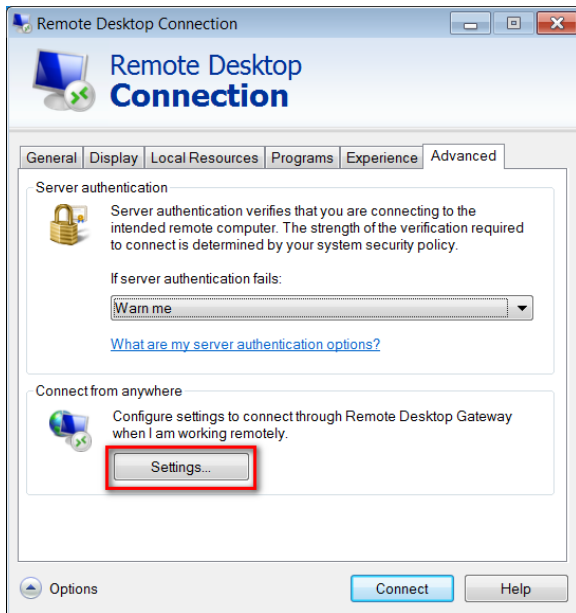 Remote Desktop Connection
Remote Desktop
Connection
General Display Local Resources Programs Experience Advanced
Server authentication
Server authentication verifies that you are connecting to the
intended remote computer. The strength of the verification required
to connect is determined by your system security policy.
If server authentication fails:
Warn me
What are my server authentication options?
Connect from anywhere
Configure settings to connect through Remote Desktop Gateway
when I am working remotely.
Settings...
Options Connect Help